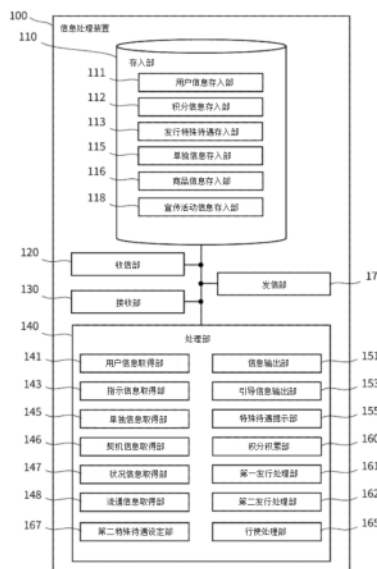 100
信息处理装置
110
存入部
111
用户信息存入部
112
积分信息存入部
113
发行特殊待遇存入部
115
单独信息存入部
116
商品信息存入部
118
宣传活动信息存入部
120
收信部
130
接收部
17
发信部
140
处理部
141
用户信息取得部
143
指示信息取得部
145
单独信息取得部
146
契机信息取得部
147
状况信息取得部
148
流通信息取得部
167
第二特殊待遇设定部
信息输出部
151
引导信息输出部
153
特殊待遇提示部
155
积分积累部
160
第一发行处理部
161
第二发行处理部
162
行使处理部
165